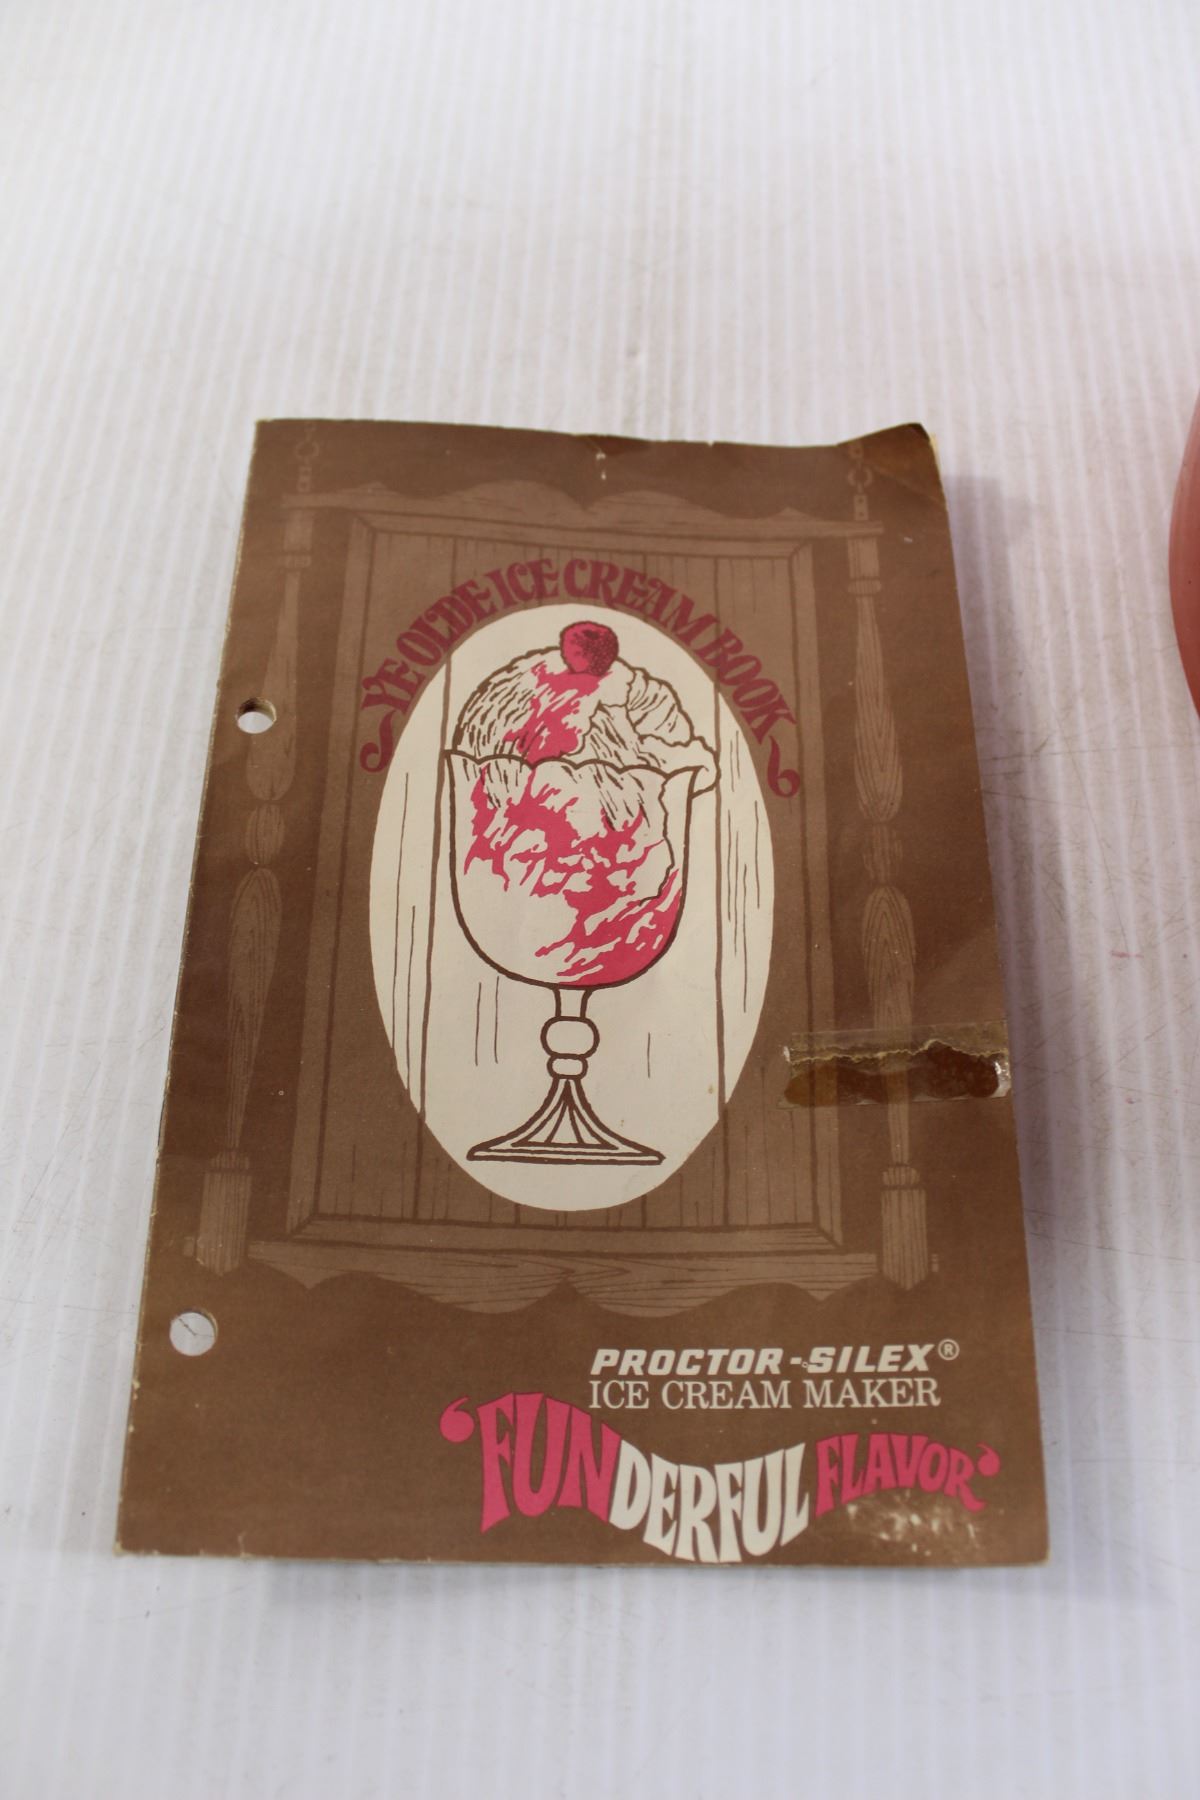 YE OLDE ICE CREAM BOOK
PROCTOR-SILEX®
ICE CREAM MAKER
'FUNDERFUL FLAVOR'